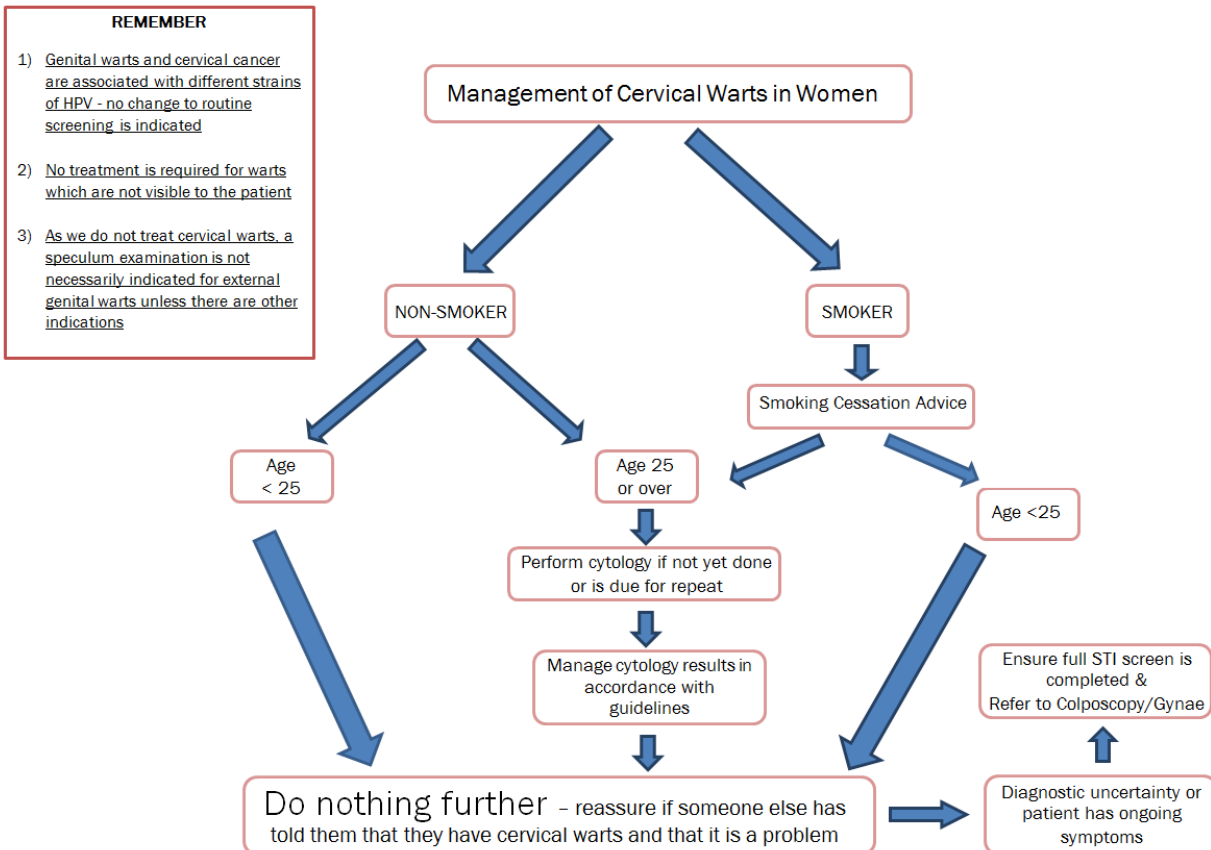 REMEMBER
1) Genital warts and cervical cancer
are associated with different strains
of HPV - no change to routine
screening is indicated
2) No treatment is required for warts
which are not visible to the patient
3) As we do not treat cervical warts, a
speculum examination is not
necessarily indicated for external
genital warts unless there are other
indications
Management of Cervical Warts in Women
NON-SMOKER
SMOKER
Smoking Cessation Advice
Age
< 25
Age 25
or over
Age <25
Perform cytology if not yet done
or is due for repeat
Manage cytology results in
accordance with
guidelines
Ensure full STI screen is
completed &
Refer to Colposcopy/Gynae
Do nothing further – reassure if someone else has
told them that they have cervical warts and that it is a problem
Diagnostic uncertainty or
patient has ongoing
symptoms